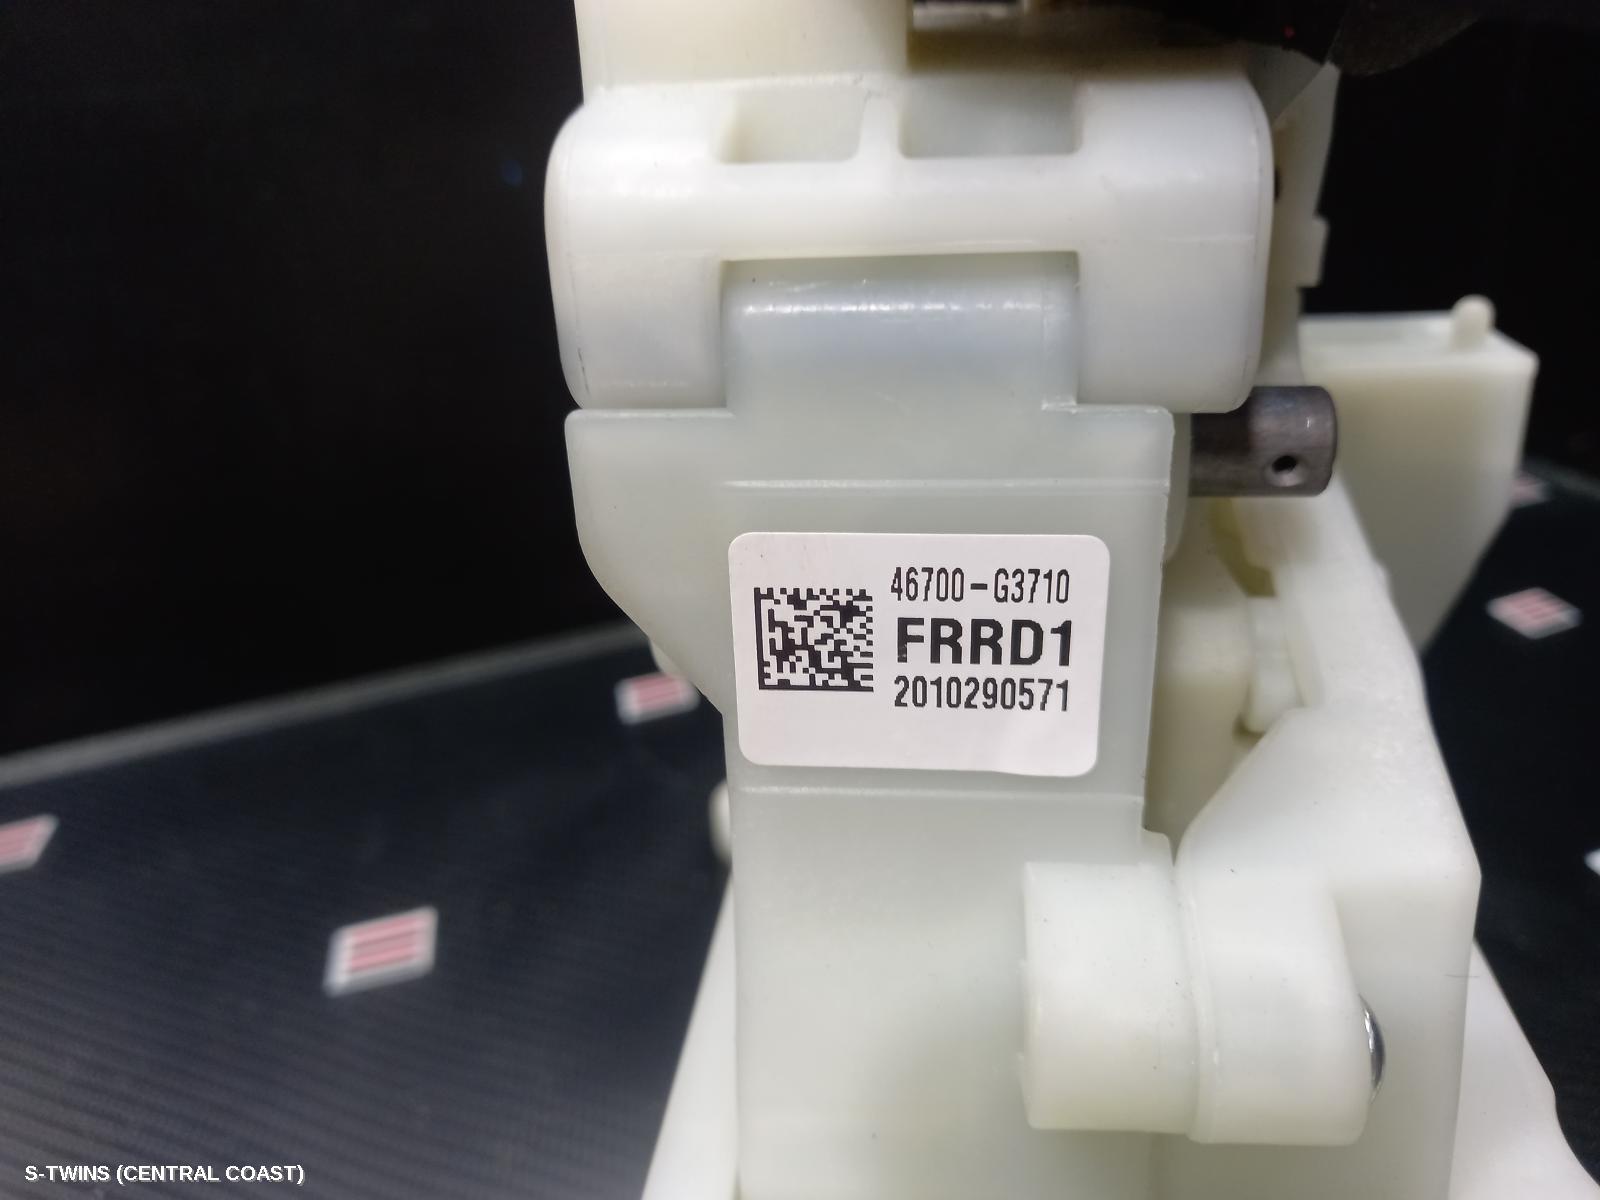 46700-G3710
FRRD1
2010290571
S-TWINS (CENTRAL COAST)